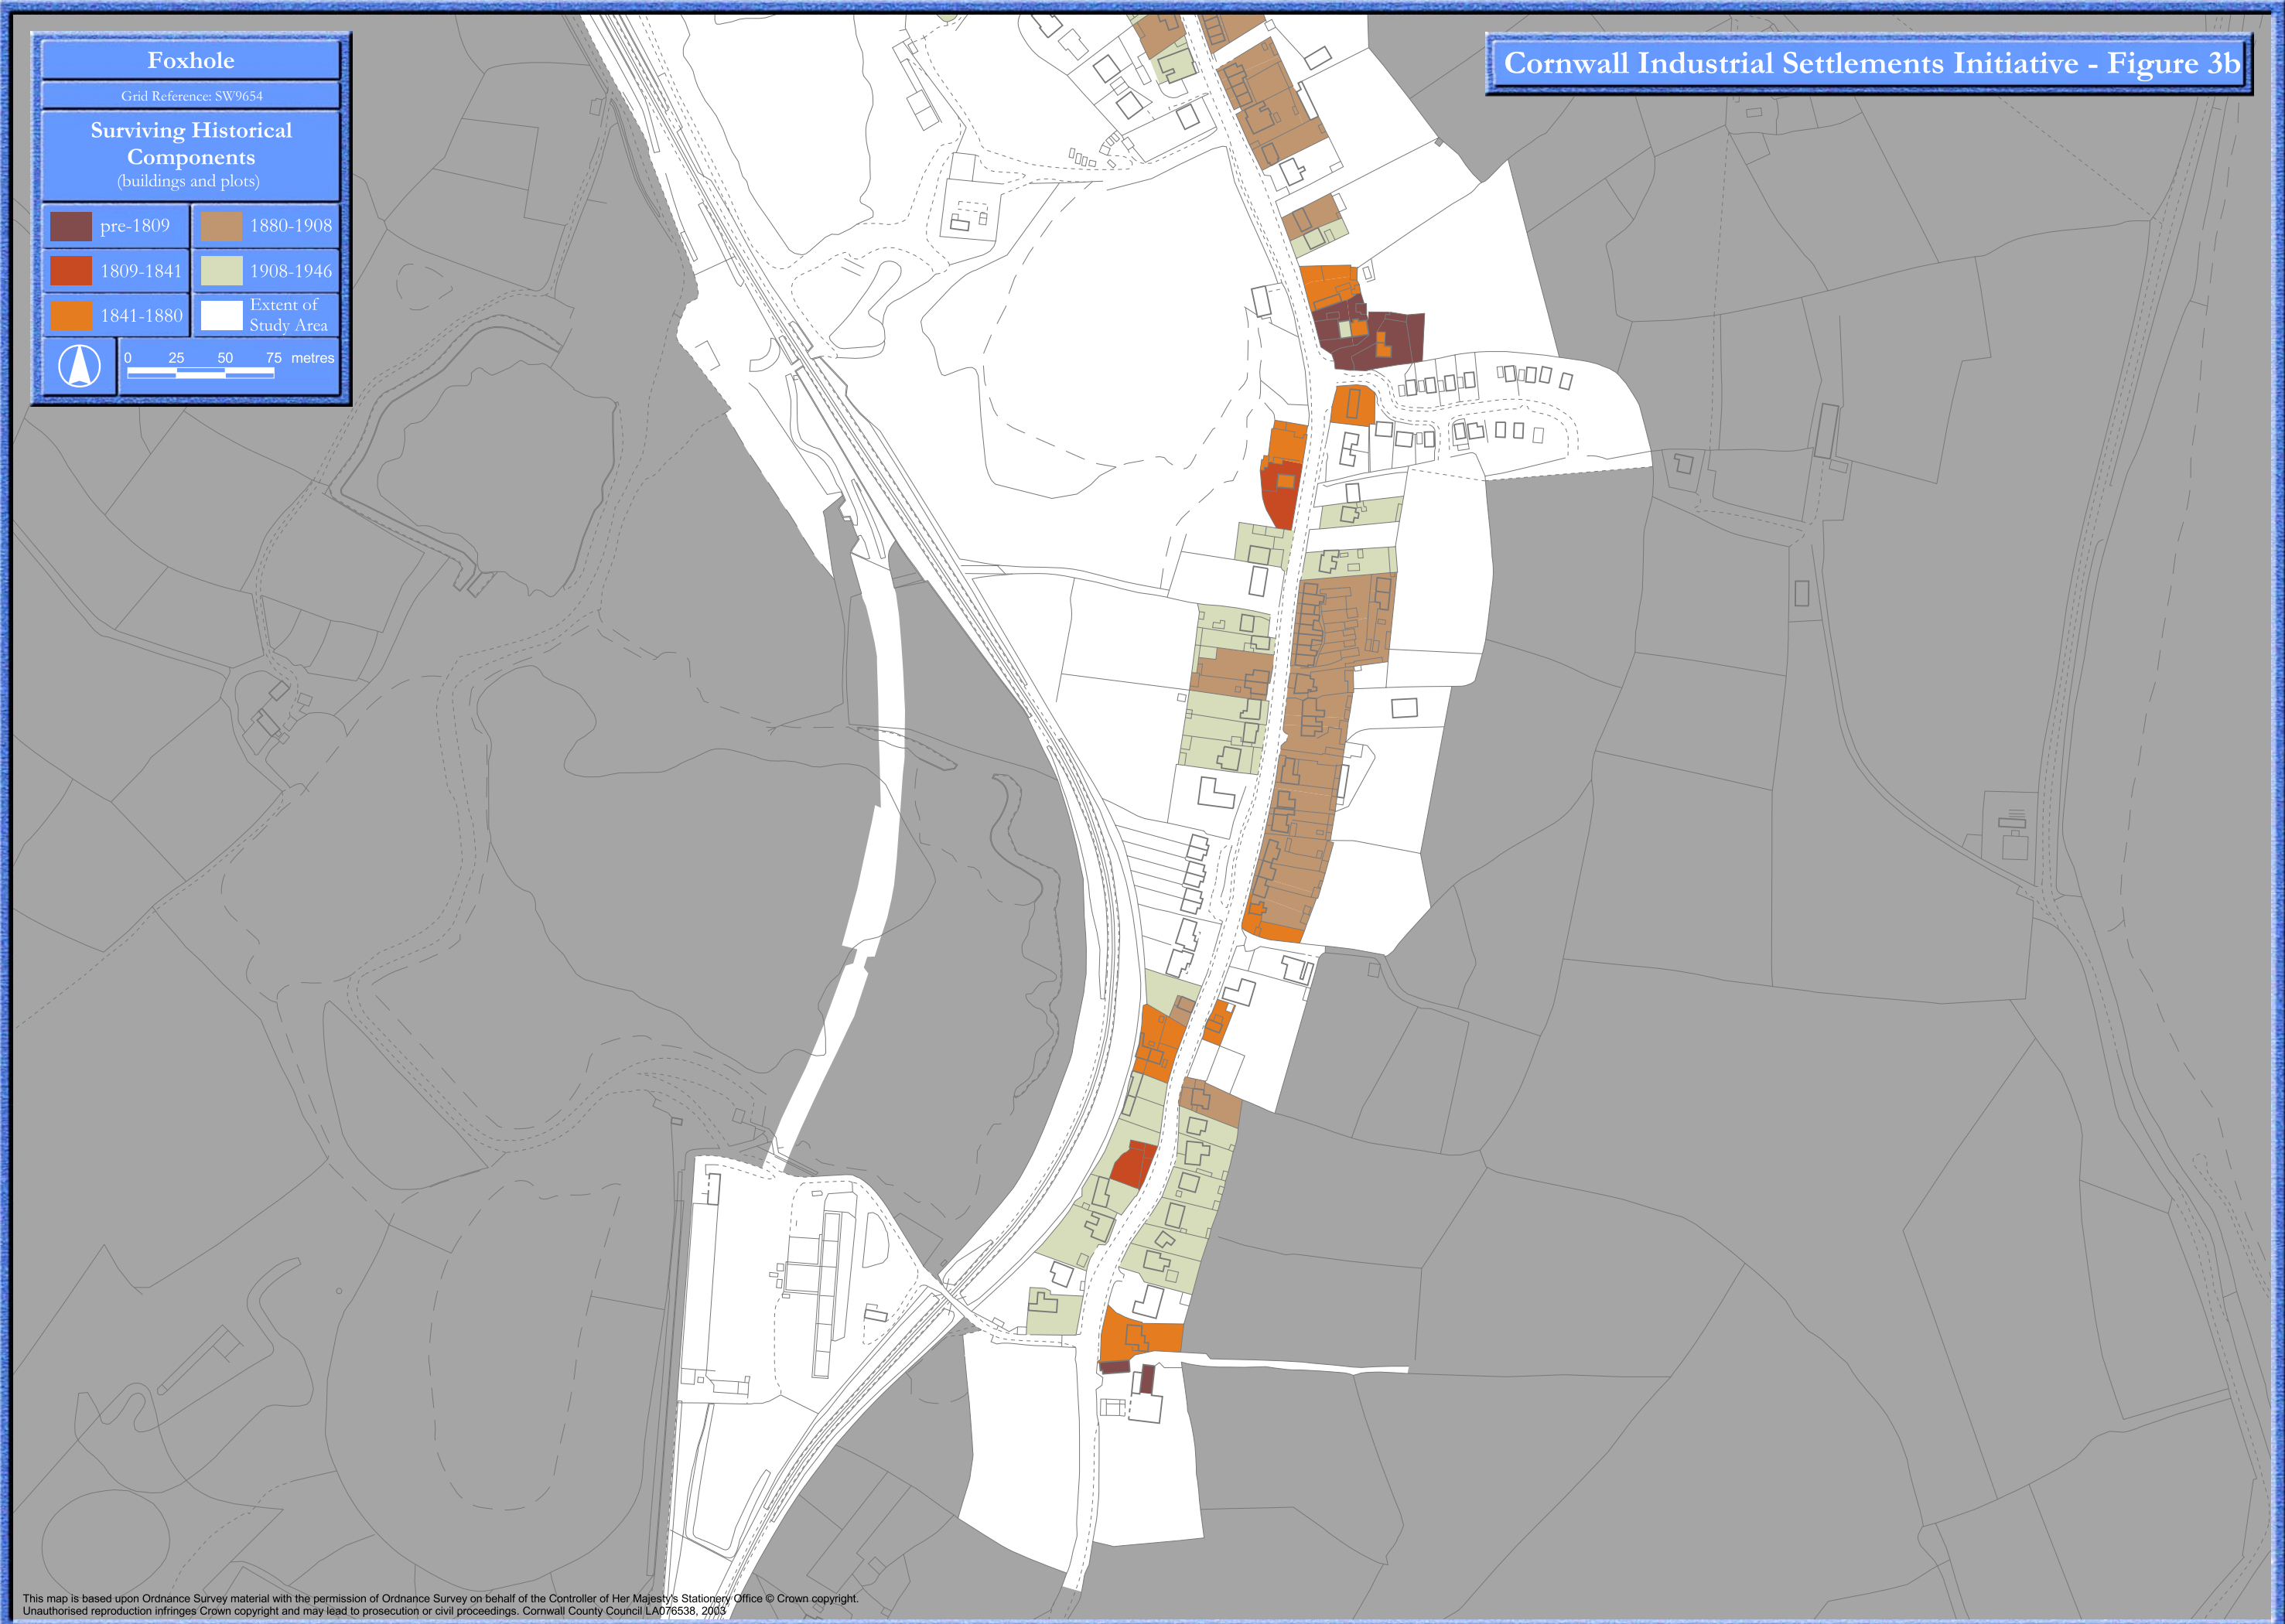 Foxhole
Grid Reference: SW9654
Surviving Historical
Components
(buildings and plots)
pre-1809
1880-1908
1809-1841
1908-1946
1841-1880
Extent of
Study Area
0 25 50 75 metres
Cornwall Industrial Settlements Initiative - Figure 3b
This map is based upon Ordnance Survey material with the permission of Ordnance Survey on behalf of the Controller of Her Majesty's Stationery Office © Crown copyright.
Unauthorised reproduction infringes Crown copyright and may lead to prosecution or civil proceedings. Cornwall County Council LA076538, 2003